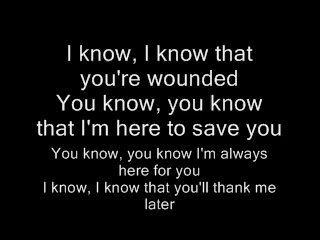 I know, I know that
you're wounded
You know, you know
that I'm here to save you
You know, you know I'm always
here for you
I know, I know that you'll thank me
later